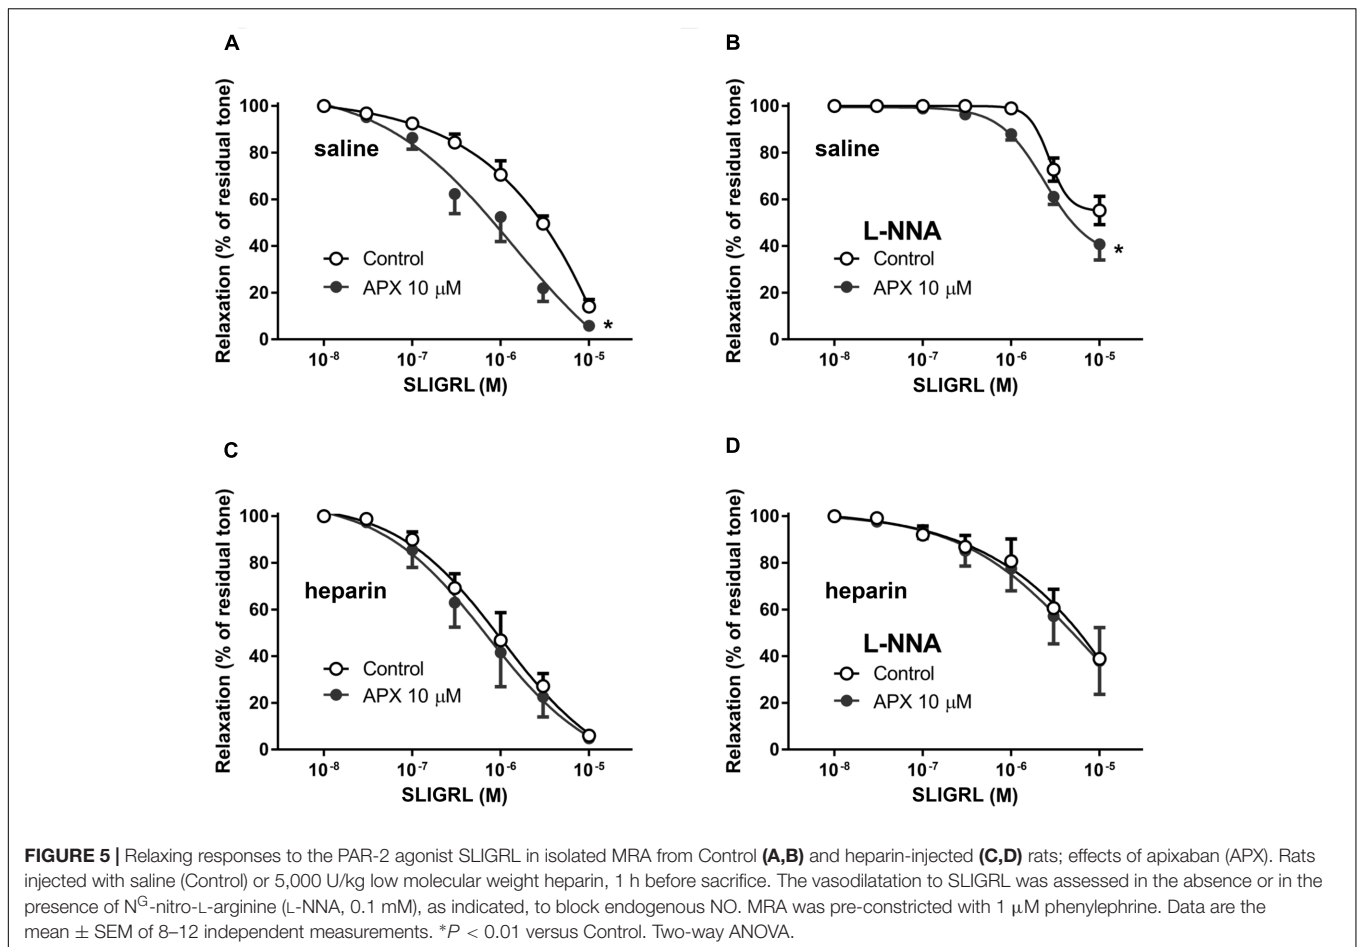 A
Relaxation (% of residual tone)
100
80
60
40
20
0
saline
Control
APX 10 μM
*
10-8
10-7
10-6
10-5
SLIGRL (M)
B
Relaxation (% of residual tone)
100
80
60
40
20
0
saline
L-NNA
Control
APX 10 μM
*
10-8
10-7
10-6
10-5
SLIGRL (M)
C
Relaxation (% of residual tone)
100
80
60
40
20
0
heparin
Control
APX 10 μM
10-8
10-7
10-6
10-5
SLIGRL (M)
D
Relaxation (% of residual tone)
100
80
60
40
20
0
heparin
L-NNA
Control
APX 10 μM
10-8
10-7
10-6
10-5
SLIGRL (M)
FIGURE 5 | Relaxing responses to the PAR-2 agonist SLIGRL in isolated MRA from Control (A,B) and heparin-injected (C,D) rats; effects of apixaban (APX). Rats
injected with saline (Control) or 5,000 U/kg low molecular weight heparin, 1 h before sacrifice. The vasodilatation to SLIGRL was assessed in the absence or in the
presence of NG-nitro-L-arginine (L-NNA, 0.1 mM), as indicated, to block endogenous NO. MRA was pre-constricted with 1 μM phenylephrine. Data are the
mean ± SEM of 8–12 independent measurements. *P < 0.01 versus Control. Two-way ANOVA.